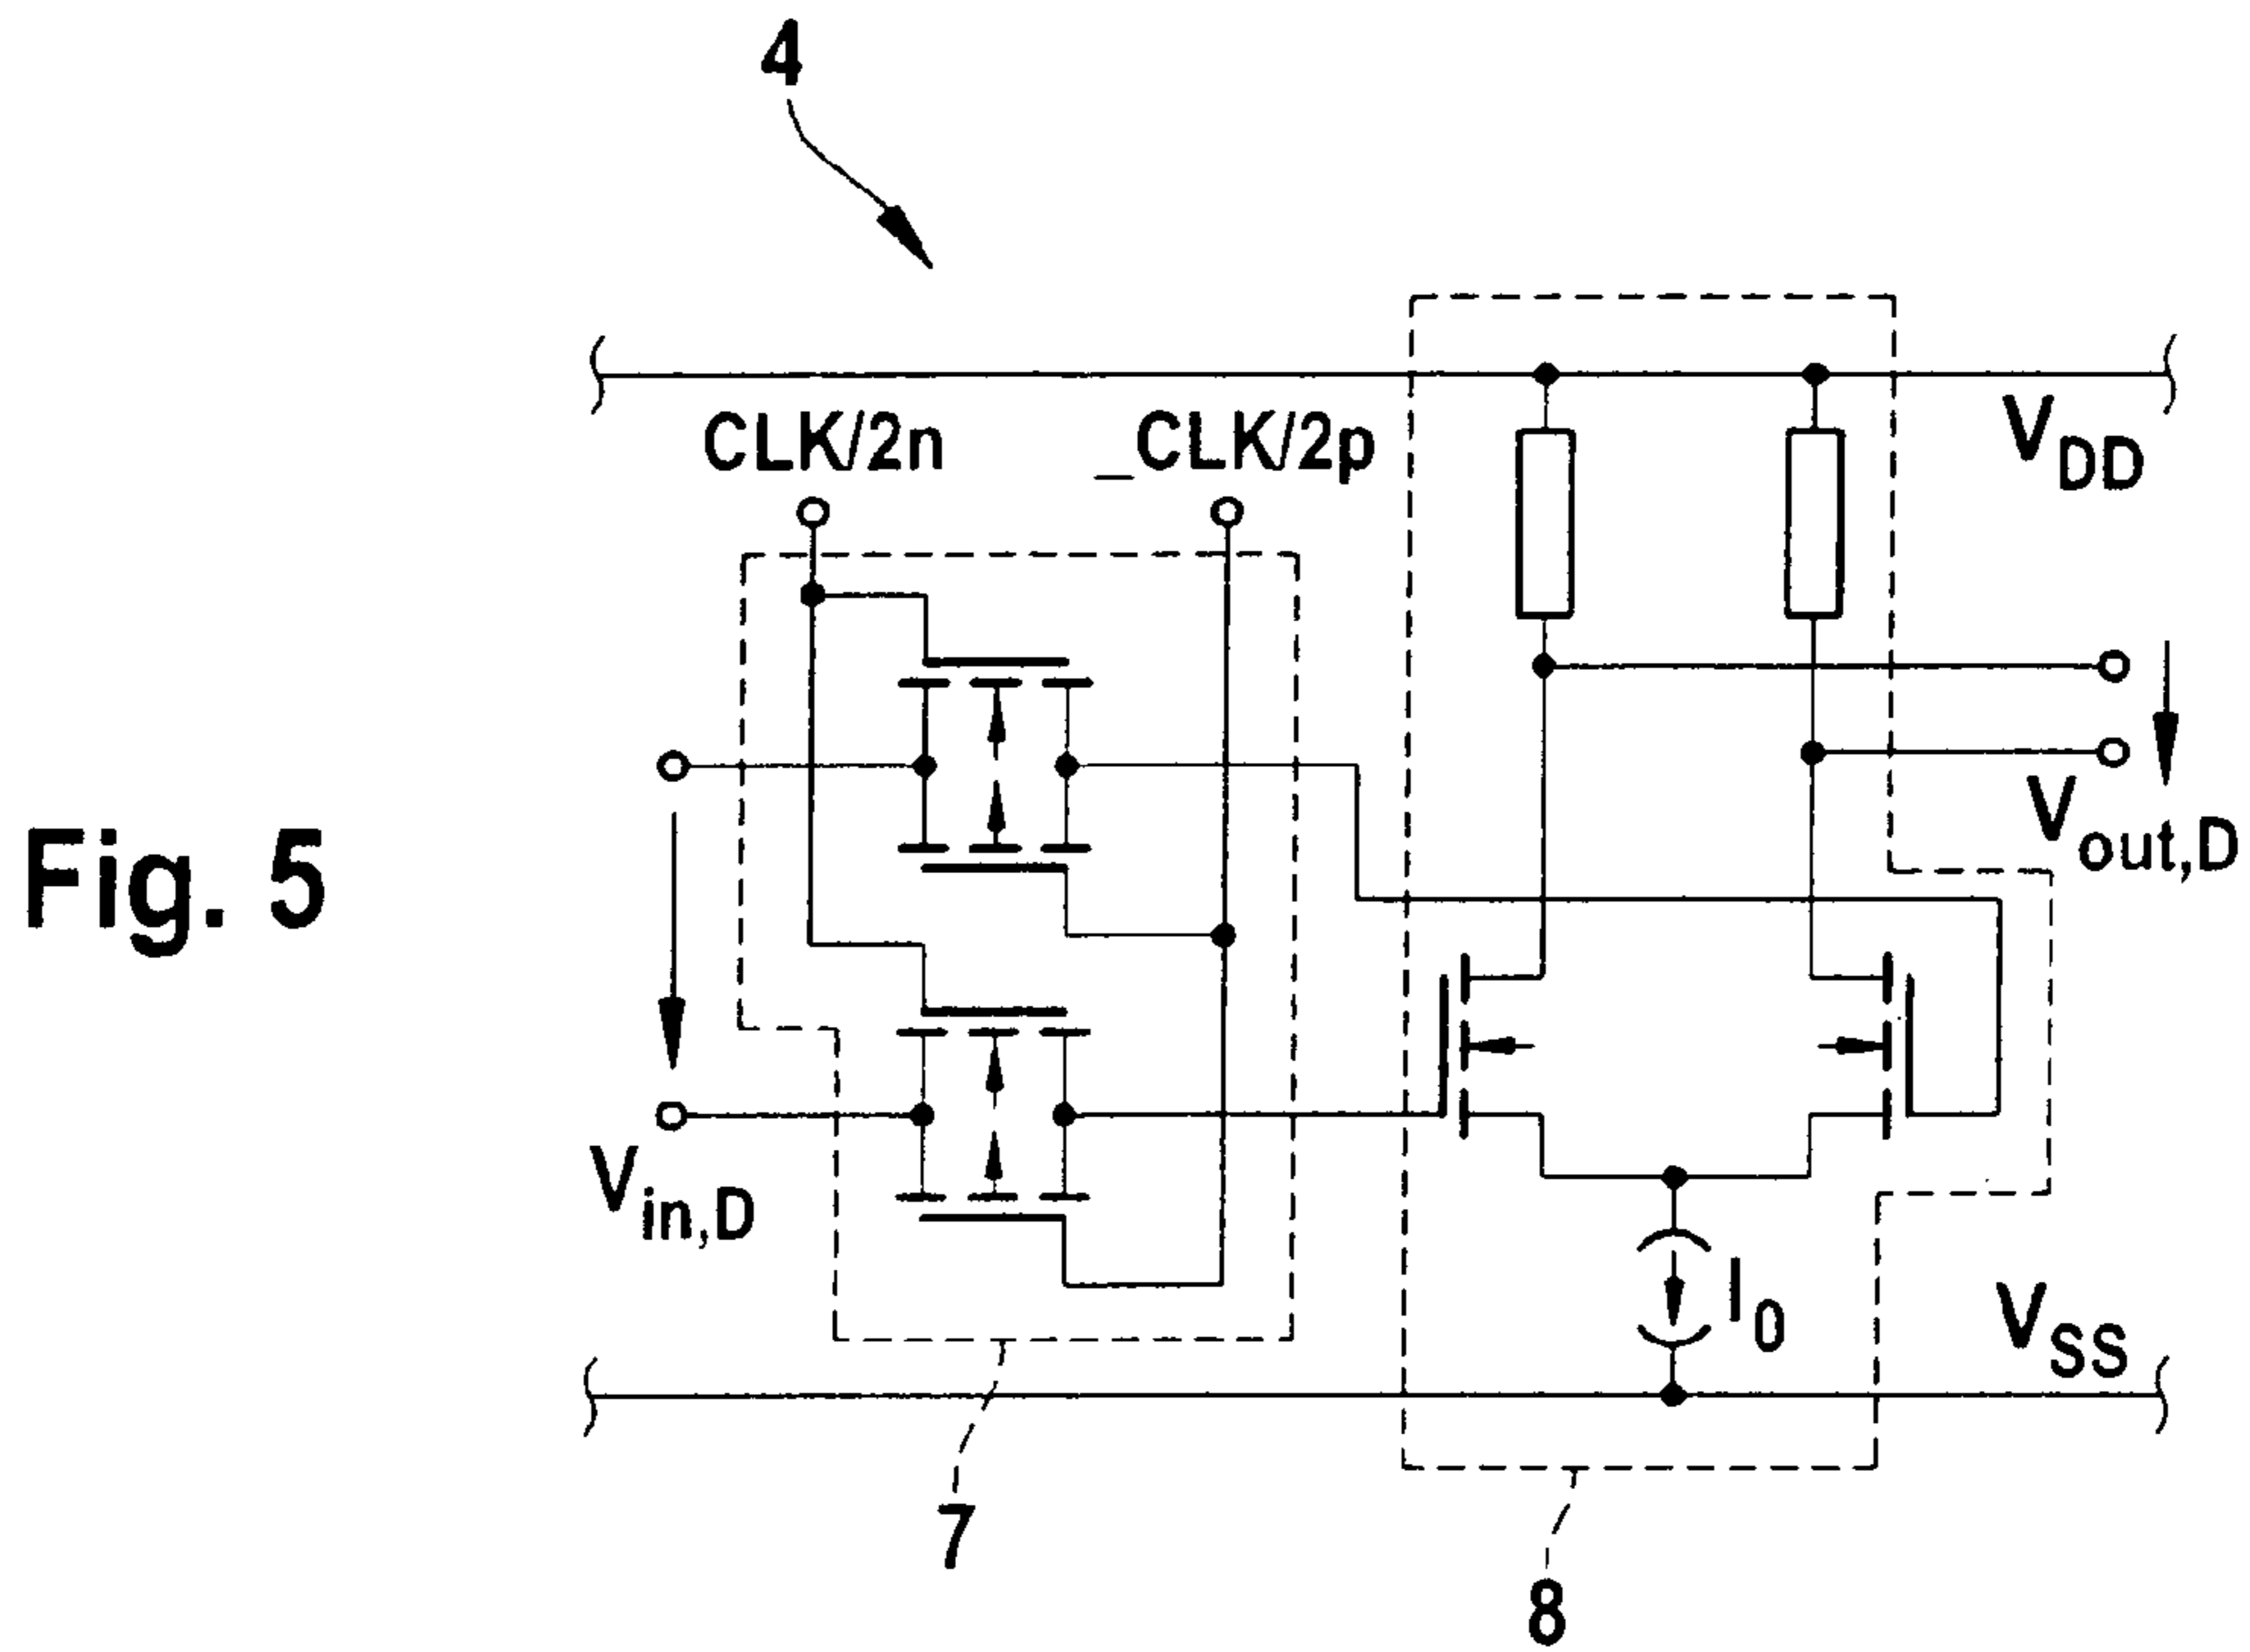 4
CLK/2n
_CLK/2p
VDD
Vout,D
Fig. 5
Vin,D
I0
VSS
7
8